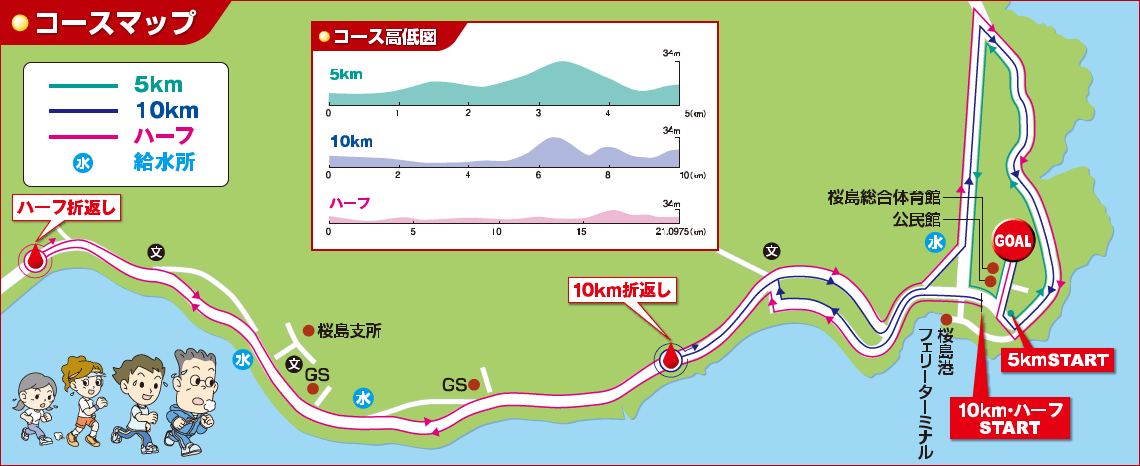 コースマップ
5km
10km
ハーフ
水 給水所
コース高低図
5km
34m
0 1 2 3 4 5(km)
10km
34m
0 2 4 6 8 10(km)
ハーフ
34m
0 5 10 15 21.0975(km)
ハーフ折返し
文
水
桜島支所
文
GS
水
GS
10km折返し
文
桜島総合体育館
公民館
水
GOAL
桜島港
フェリーターミナル
5kmSTART
10km・ハーフ
START